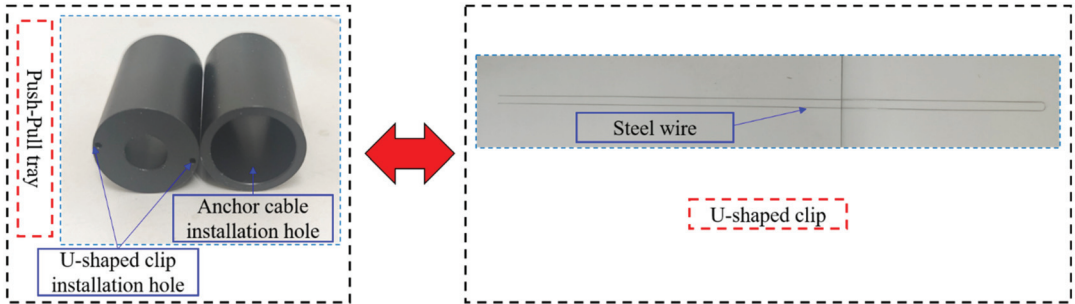 Push-Pull tray
Anchor cable
installation hole
U-shaped clip
installation hole
Steel wire
U-shaped clip